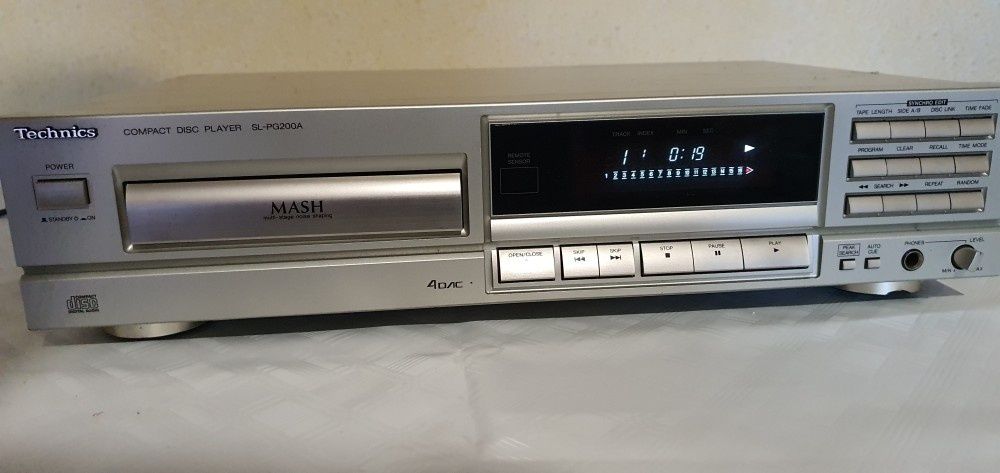 Technics
COMPACT DISC PLAYER SL-PG200A
POWER
STANDBY ON
MASH
multi-stage noise shaping
COMPACT
disc
DIGITAL AUDIO
4DAC
REMOTE
SENSOR
TRACK INDEX MIN SEC
1 1 0:19
OPEN/CLOSE
SKIP SKIP STOP PAUSE PLAY
SYNCHRO EDIT
TAPE LENGTH SIDE A/B DISC LINK TIME FADE
PROGRAM CLEAR RECALL TIME MODE
SEARCH REPEAT RANDOM
PEAK
SEARCH
AUTO
CUE
PHONES
LEVEL
MIN